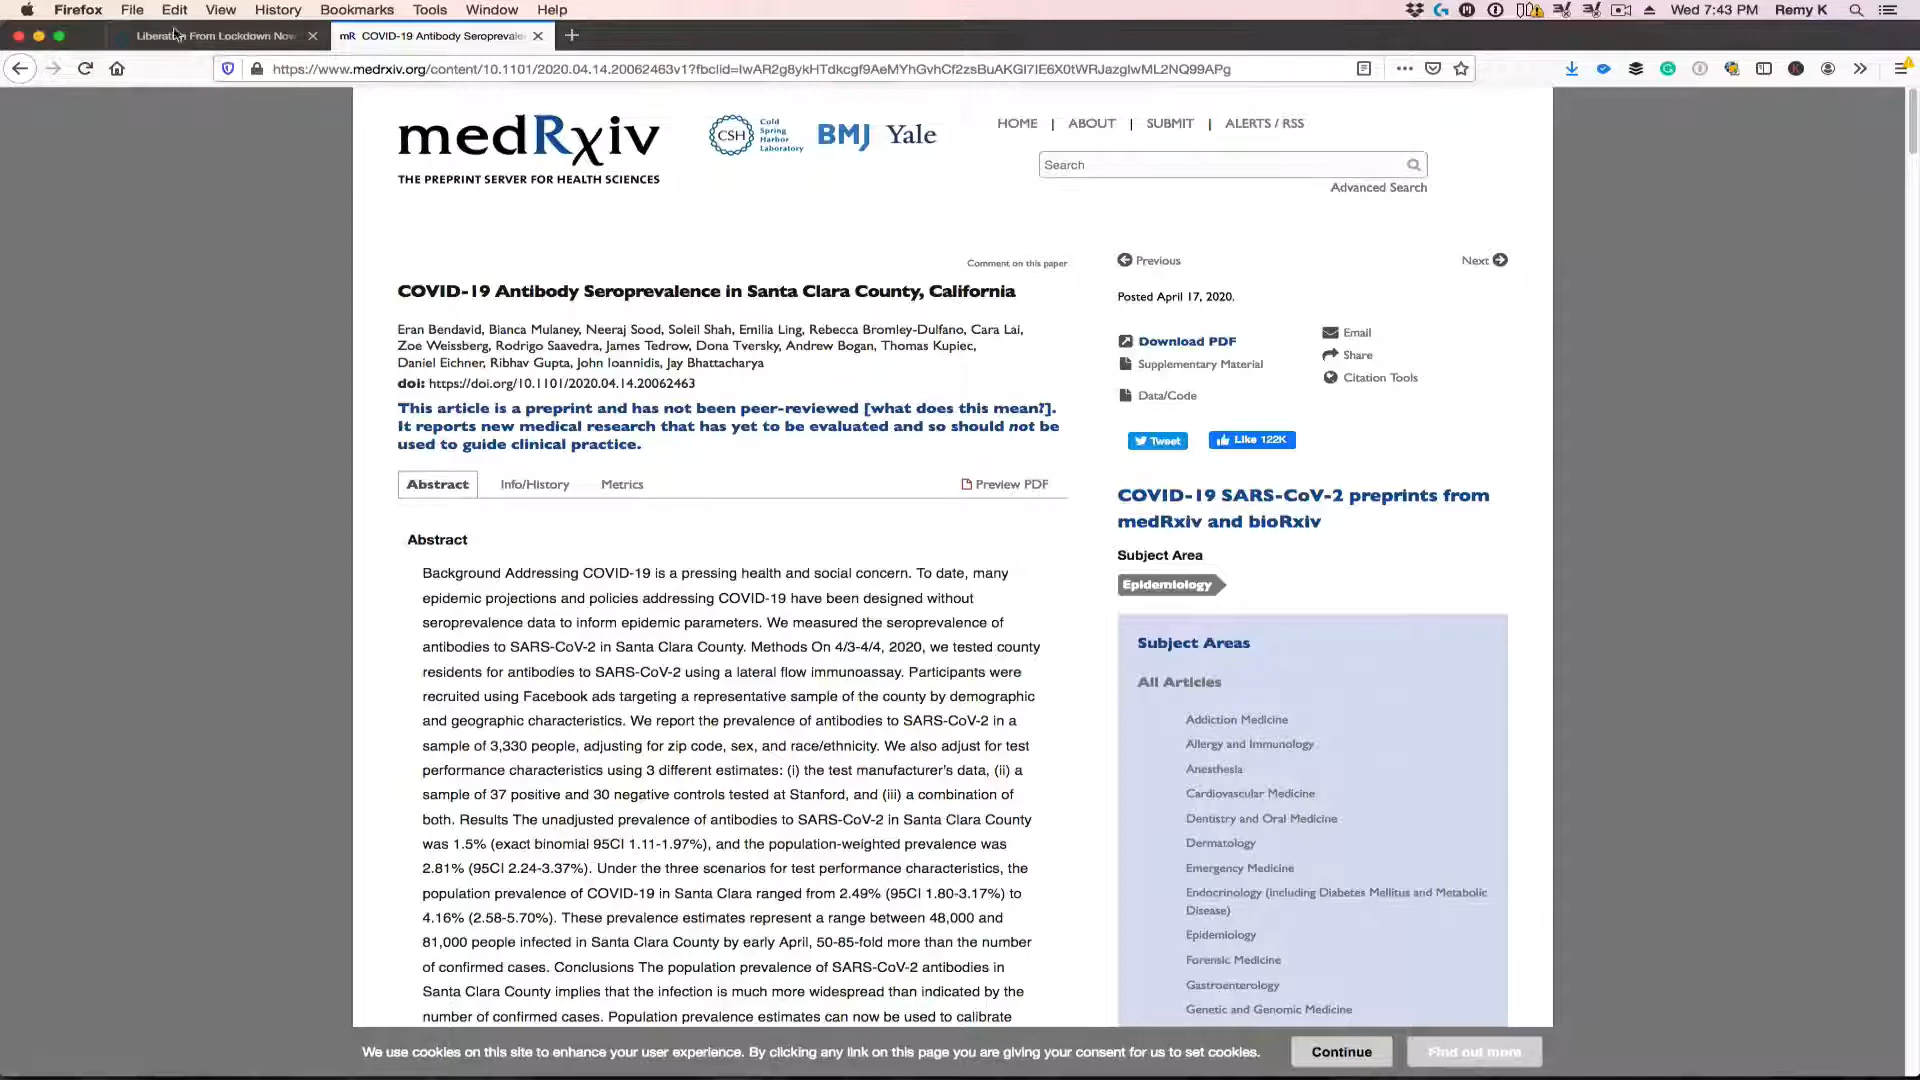 Firefox File Edit View History Bookmarks Tools Window Help Wed 7:43 PM Remy K
From Lockdown Now
mR COVID-19 Antibody Seroprevale
https://www.medrxiv.org/content/10.1101/2020.04.14.20062463v1?fbclid=
medRxiv
THE PREPRINT SERVER FOR HEALTH SCIENCES
CSH Cold Spring Harbor Laboratory
BMJ Yale
HOME | ABOUT | SUBMIT | ALERTS / RSS
Search
Advanced Search
Comment on this paper
Previous
Next
COVID-19 Antibody Seroprevalence in Santa Clara County, California
Eran Bendavid, Bianca Mulaney, Neeraj Sood, Soleil Shah, Emilia Ling, Rebecca Bromley-Dulfano, Cara Lai,
Zoe Weissberg, Rodrigo Saavedra, James Tedrow, Dona Tversky, Andrew Bogan, Thomas Kupiec,
Daniel Eichner, Ribhav Gupta, John Ioannidis, Jay Bhattacharya
doi: https://doi.org/10.1101/2020.04.14.20062463
This article is a preprint and has not been peer-reviewed [what does this mean?].
It reports new medical research that has yet to be evaluated and so should not be
used to guide clinical practice.
Abstract Info/History Metrics Preview PDF
Abstract
Background Addressing COVID-19 is a pressing health and social concern. To date, many
epidemic projections and policies addressing COVID-19 have been designed without
seroprevalence data to inform epidemic parameters. We measured the seroprevalence of
antibodies to SARS-CoV-2 in Santa Clara County. Methods On 4/3-4/4, 2020, we tested county
residents for antibodies to SARS-CoV-2 using a lateral flow immunoassay. Participants were
recruited using Facebook ads targeting a representative sample of the county by demographic
and geographic characteristics. We report the prevalence of antibodies to SARS-CoV-2 in a
sample of 3,330 people, adjusting for zip code, sex, and race/ethnicity. We also adjust for test
performance characteristics using 3 different estimates: (i) the test manufacturer's data, (ii) a
sample of 37 positive and 30 negative controls tested at Stanford, and (iii) a combination of
both. Results The unadjusted prevalence of antibodies to SARS-CoV-2 in Santa Clara County
was 1.5% (exact binomial 95CI 1.11-1.97%), and the population-weighted prevalence was
2.81% (95CI 2.24-3.37%). Under the three scenarios for test performance characteristics, the
population prevalence of COVID-19 in Santa Clara ranged from 2.49% (95CI 1.80-3.17%) to
4.16% (2.58-5.70%). These prevalence estimates represent a range between 48,000 and
81,000 people infected in Santa Clara County by early April, 50-85-fold more than the number
of confirmed cases. Conclusions The population prevalence of SARS-CoV-2 antibodies in
Santa Clara County implies that the infection is much more widespread than indicated by the
number of confirmed cases. Population prevalence estimates can now be used to calibrate
Posted April 17, 2020.
Download PDF
Supplementary Material
Data/Code
Email
Share
Citation Tools
Tweet
Like 122K
COVID-19 SARS-CoV-2 preprints from
medRxiv and bioRxiv
Subject Area
Epidemiology
Subject Areas
All Articles
Addiction Medicine
Allergy and Immunology
Anesthesia
Cardiovascular Medicine
Dentistry and Oral Medicine
Dermatology
Emergency Medicine
Endocrinology (including Diabetes Mellitus and Metabolic
Disease)
Epidemiology
Forensic Medicine
Gastroenterology
Genetic and Genomic Medicine
We use cookies on this site to enhance your user experience. By clicking any link on this page you are giving your consent for us to set cookies.
Continue
Find out more